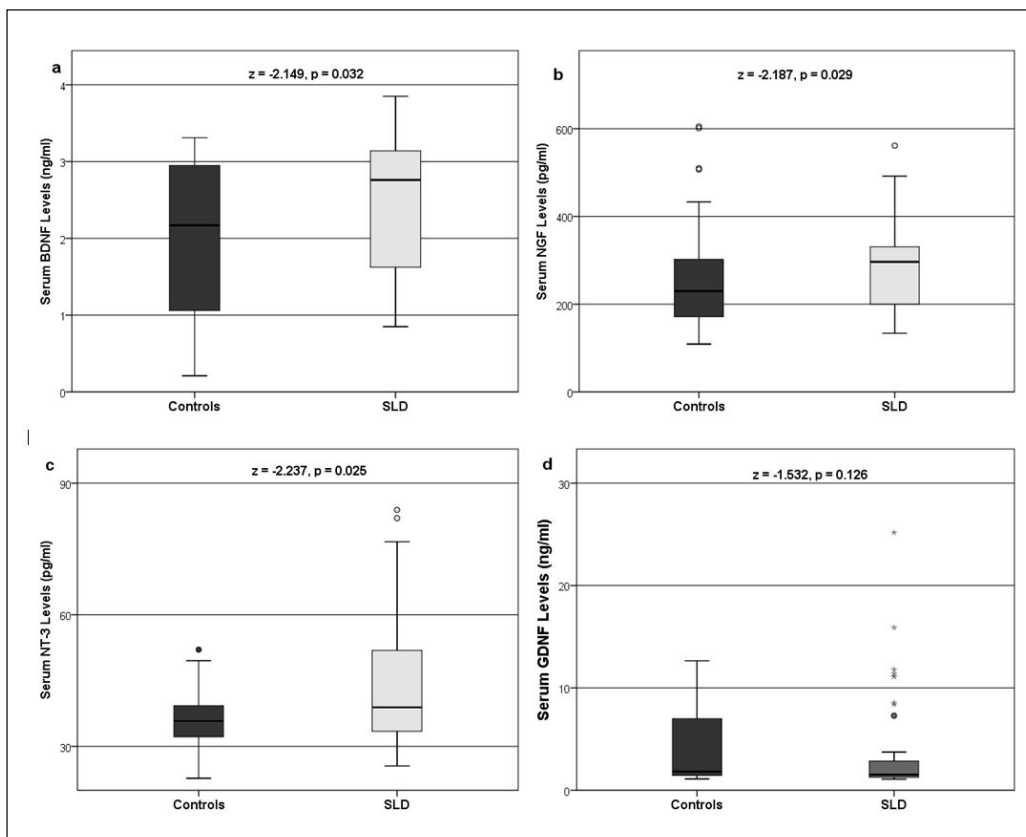 a
z = -2.149, p = 0.032
Serum BDNF Levels (ng/ml)
4
3
2
1
0
Controls SLD
b
z = -2.187, p = 0.029
Serum NGF Levels (pg/ml)
600
400
200
0
Controls SLD
c
z = -2.237, p = 0.025
Serum NT-3 Levels (pg/ml)
90
60
30
Controls SLD
d
z = -1.532, p = 0.126
Serum GDNF Levels (ng/ml)
30
20
10
0
Controls SLD